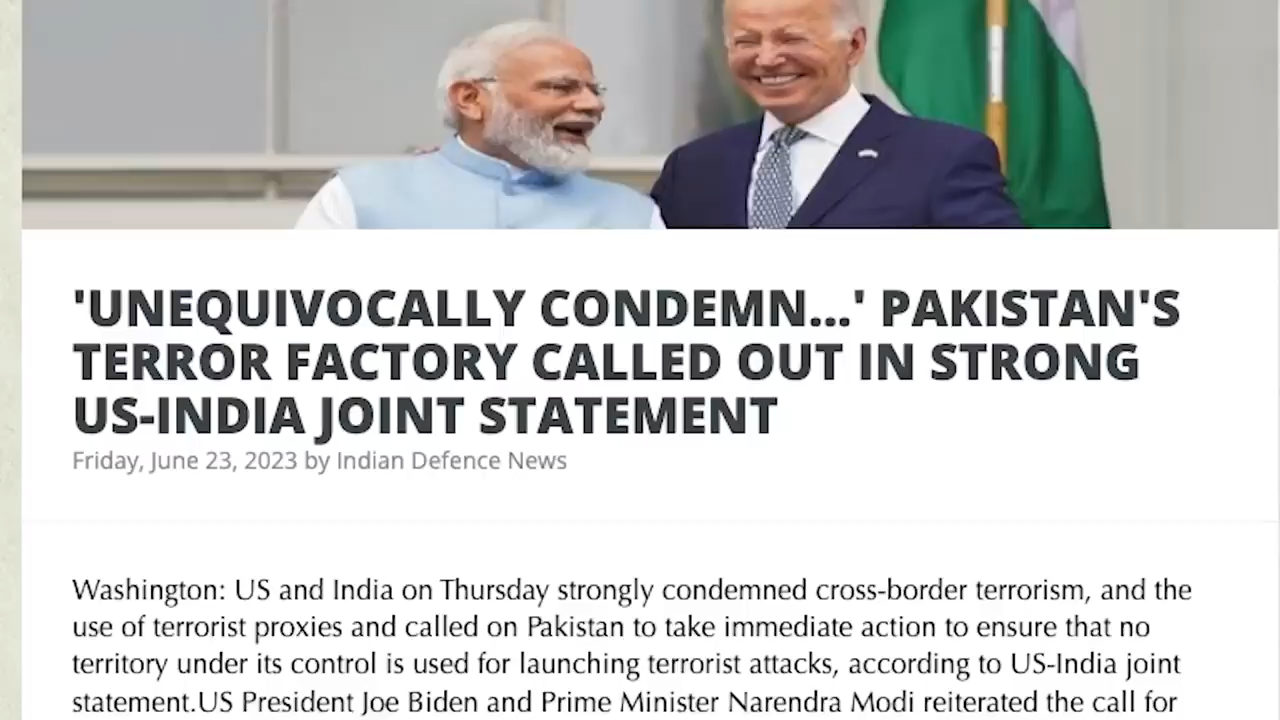 'UNEQUIVOCALLY CONDEMN...' PAKISTAN'S
TERROR FACTORY CALLED OUT IN STRONG
US-INDIA JOINT STATEMENT
Friday, June 23, 2023 by Indian Defence News
Washington: US and India on Thursday strongly condemned cross-border terrorism, and the
use of terrorist proxies and called on Pakistan to take immediate action to ensure that no
territory under its control is used for launching terrorist attacks, according to US-India joint
statement.US President Joe Biden and Prime Minister Narendra Modi reiterated the call for